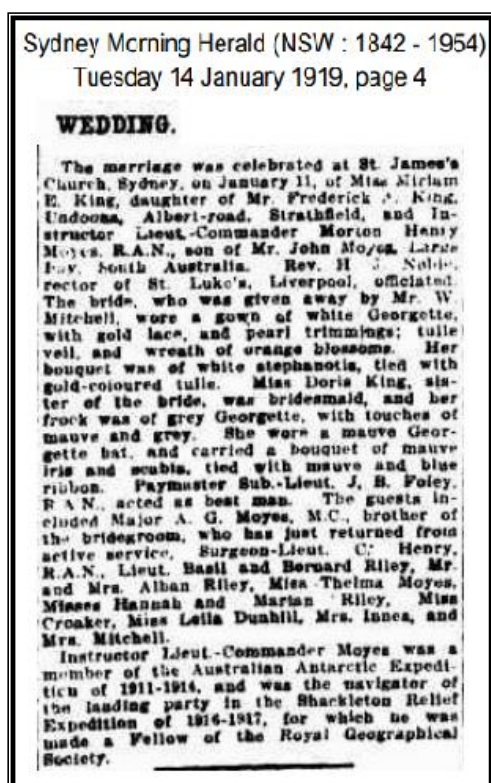 Sydney Morning Herald (NSW : 1842 - 1954)
Tuesday 14 January 1919, page 4
WEDDING.
The marriage was celebrated at St. James's
Church, Sydney, on January 11, of Miss Miriam
E. King, daughter of Mr. Frederick A. King,
Undoona, Albert-road, Strathfield, and In-
structor Lieut.-Commander Morton Henry
Moyes, R.A.N., son of Mr. John Moyes,
Bay, South Australia. Rev. H. J. Noble,
rector of St. Luke's, Liverpool, officiated.
The bride, who was given away by Mr. W.
Mitchell, wore a gown of white Georgette,
with gold lace, and pearl trimmings; tulle
veil, and wreath of orange blossoms. Her
bouquet was of white stephanotis, tied with
gold-coloured tulle. Miss Doris King, sis-
ter of the bride, was bridesmaid, and her
frock was of grey Georgette, with touches of
mauve and grey. She wore a mauve Geor-
gette hat, and carried a bouquet of mauve
iris and scabia, tied with mauve and blue
ribbon. Paymaster Sub.-Lieut. J. B. Foley,
R.A.N., acted as best man. The guests in-
cluded Major A. G. Moyes, M.C., brother of
the bridegroom, who has just returned from
active service, Surgeon-Lieut. C. Henry,
R.A.N., Lieut. Basil and Bernard Riley, Mr.
and Mrs. Alban Riley, Miss Thelma Moyes,
Misses Hannah and Marian Riley, Miss
Croaker, Miss Leila Dunhill, Mrs. Innes, and
Mrs. Mitchell.
Instructor Lieut.-Commander Moyes was a
member of the Australian Antarctic Expedi-
tion of 1911-1914, and was the navigator of
the landing party in the Shackleton Relief
Expedition of 1916-1917, for which he was
made a Fellow of the Royal Geographical
Society.